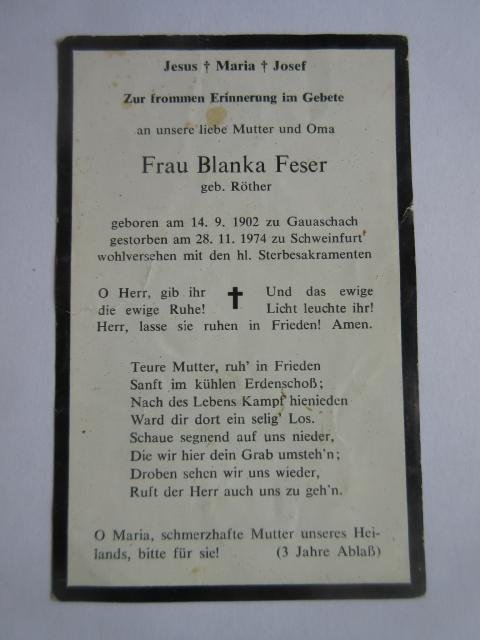 Jesus † Maria † Josef
Zur frommen Erinnerung im Gebete
an unsere liebe Mutter und Oma
Frau Blanka Feser
geb. Röther
geboren am 14. 9. 1902 zu Gauaschach
gestorben am 28. 11. 1974 zu Schweinfurt
wohlversehen mit den hl. Sterbesakramenten
O Herr, gib ihr † Und das ewige
die ewige Ruhe! Licht leuchte ihr!
Herr, lasse sie ruhen in Frieden! Amen.
Teure Mutter, ruh' in Frieden
Sanft im kühlen Erdenschoß;
Nach des Lebens Kampf hienieden
Ward dir dort ein selig' Los.
Schaue segnend auf uns nieder,
Die wir hier dein Grab umsteh'n;
Droben sehen wir uns wieder,
Ruft der Herr auch uns zu geh'n.
O Maria, schmerzhafte Mutter unseres Hei-
lands, bitte für sie! (3 Jahre Ablaß)